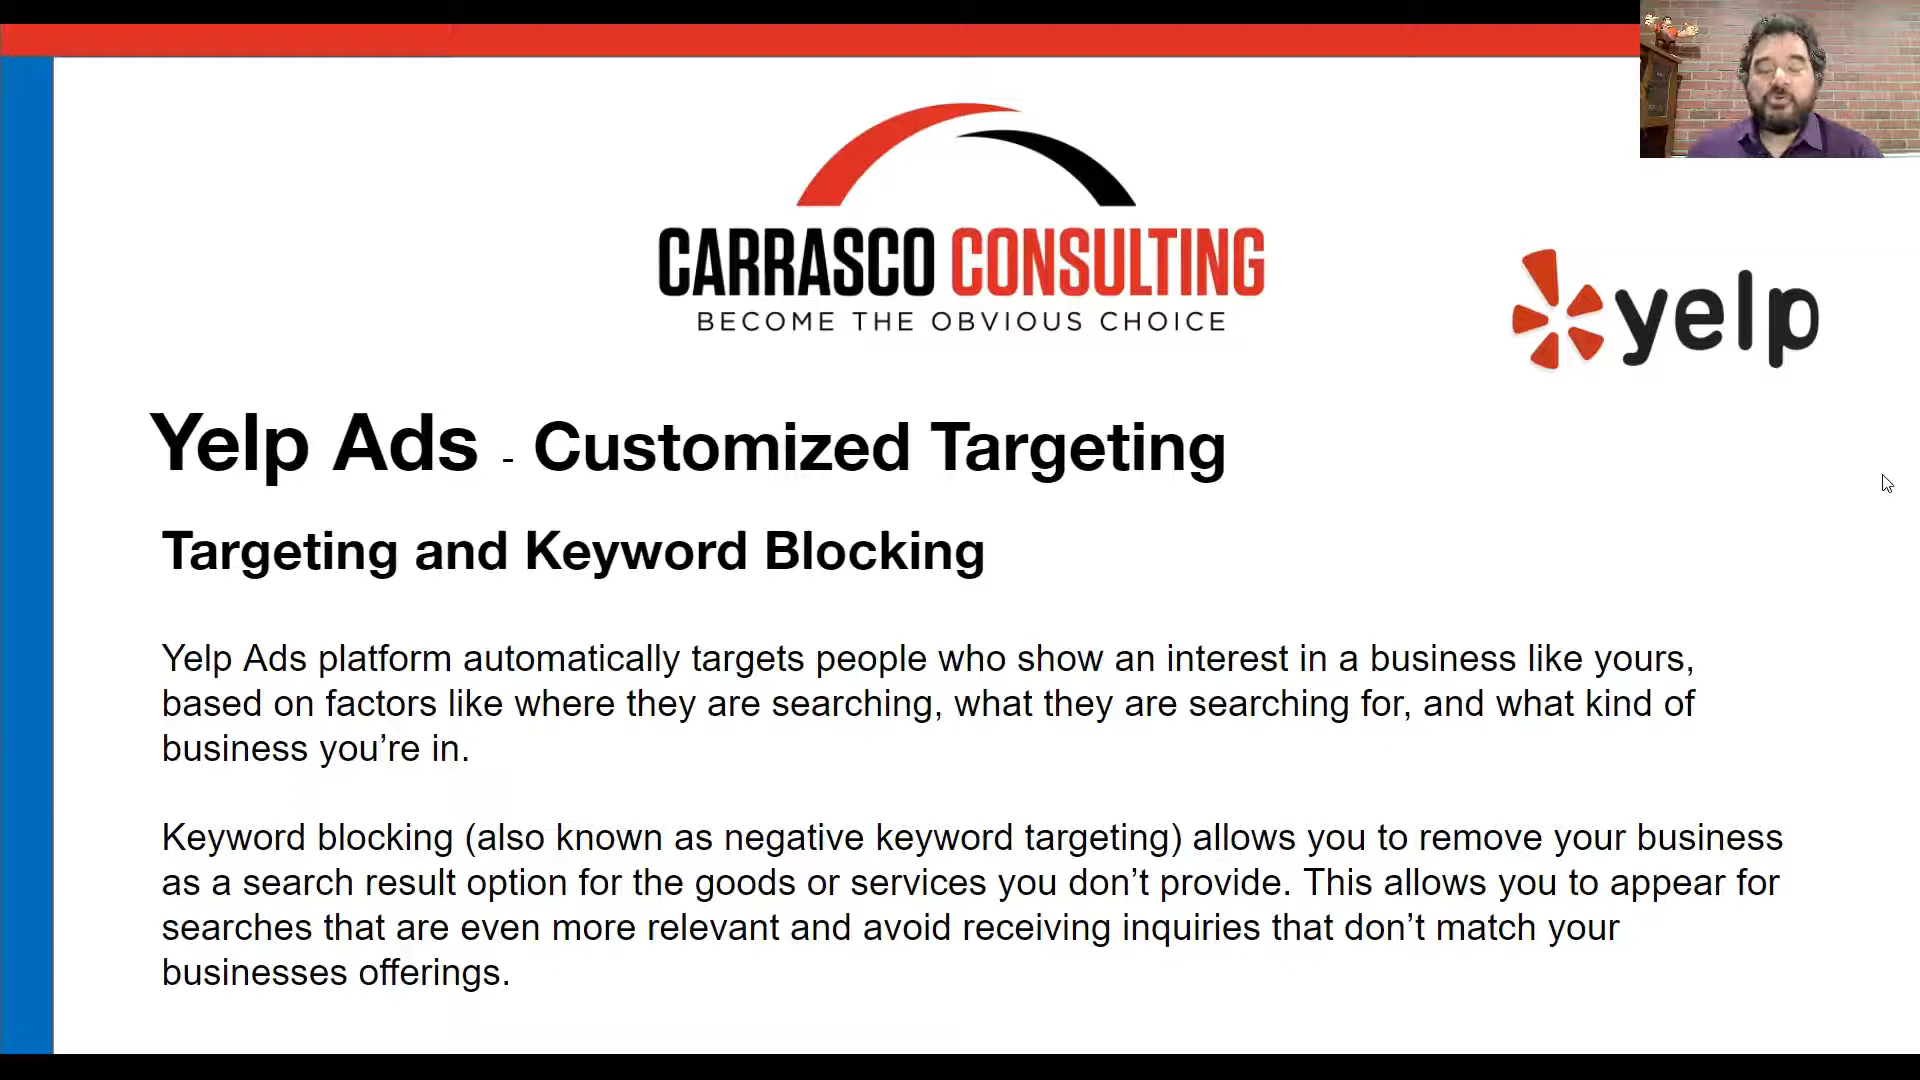 CARRASCO CONSULTING
BECOME THE OBVIOUS CHOICE
yelp
Yelp Ads - Customized Targeting
Targeting and Keyword Blocking
Yelp Ads platform automatically targets people who show an interest in a business like yours,
based on factors like where they are searching, what they are searching for, and what kind of
business you’re in.
Keyword blocking (also known as negative keyword targeting) allows you to remove your business
as a search result option for the goods or services you don’t provide. This allows you to appear for
searches that are even more relevant and avoid receiving inquiries that don’t match your
businesses offerings.